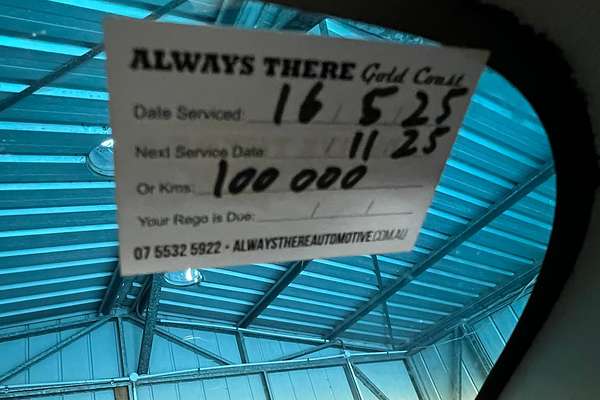 ALWAYS THERE Gold Coast
Date Serviced: 16 / 5 / 25
Next Service Date: / 11 / 25
Or Kms: 100 000
Your Rego is Due: / /
07 5532 5922 - ALWAYSTHEREAUTOMOTIVE.COM.AU